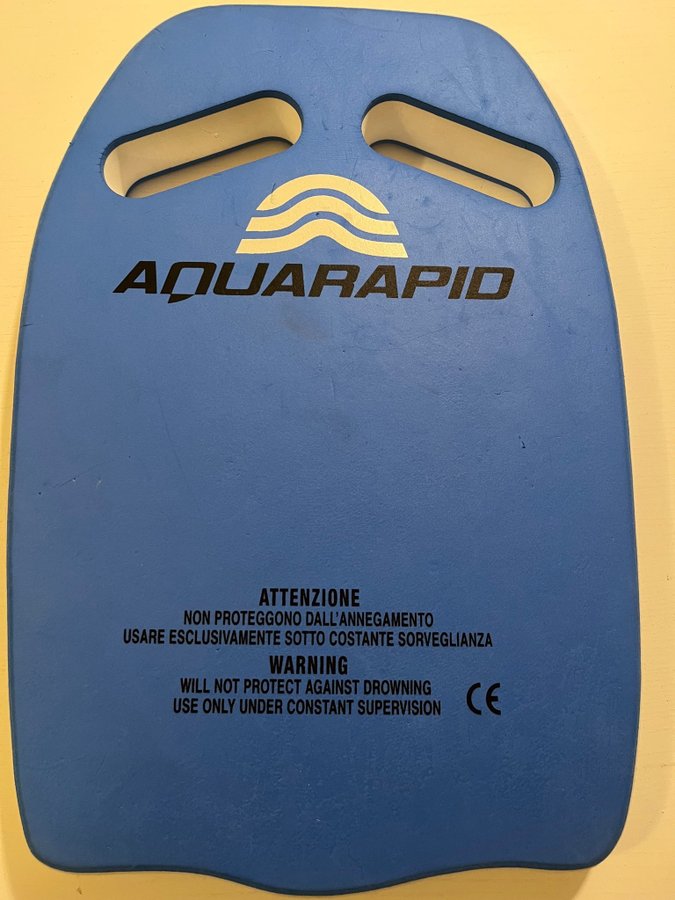 AQUARAPID
ATTENZIONE
NON PROTEGGONO DALL'ANNEGAMENTO
USARE ESCLUSIVAMENTE SOTTO COSTANTE SORVEGLIANZA
WARNING
WILL NOT PROTECT AGAINST DROWNING
USE ONLY UNDER CONSTANT SUPERVISION
CE